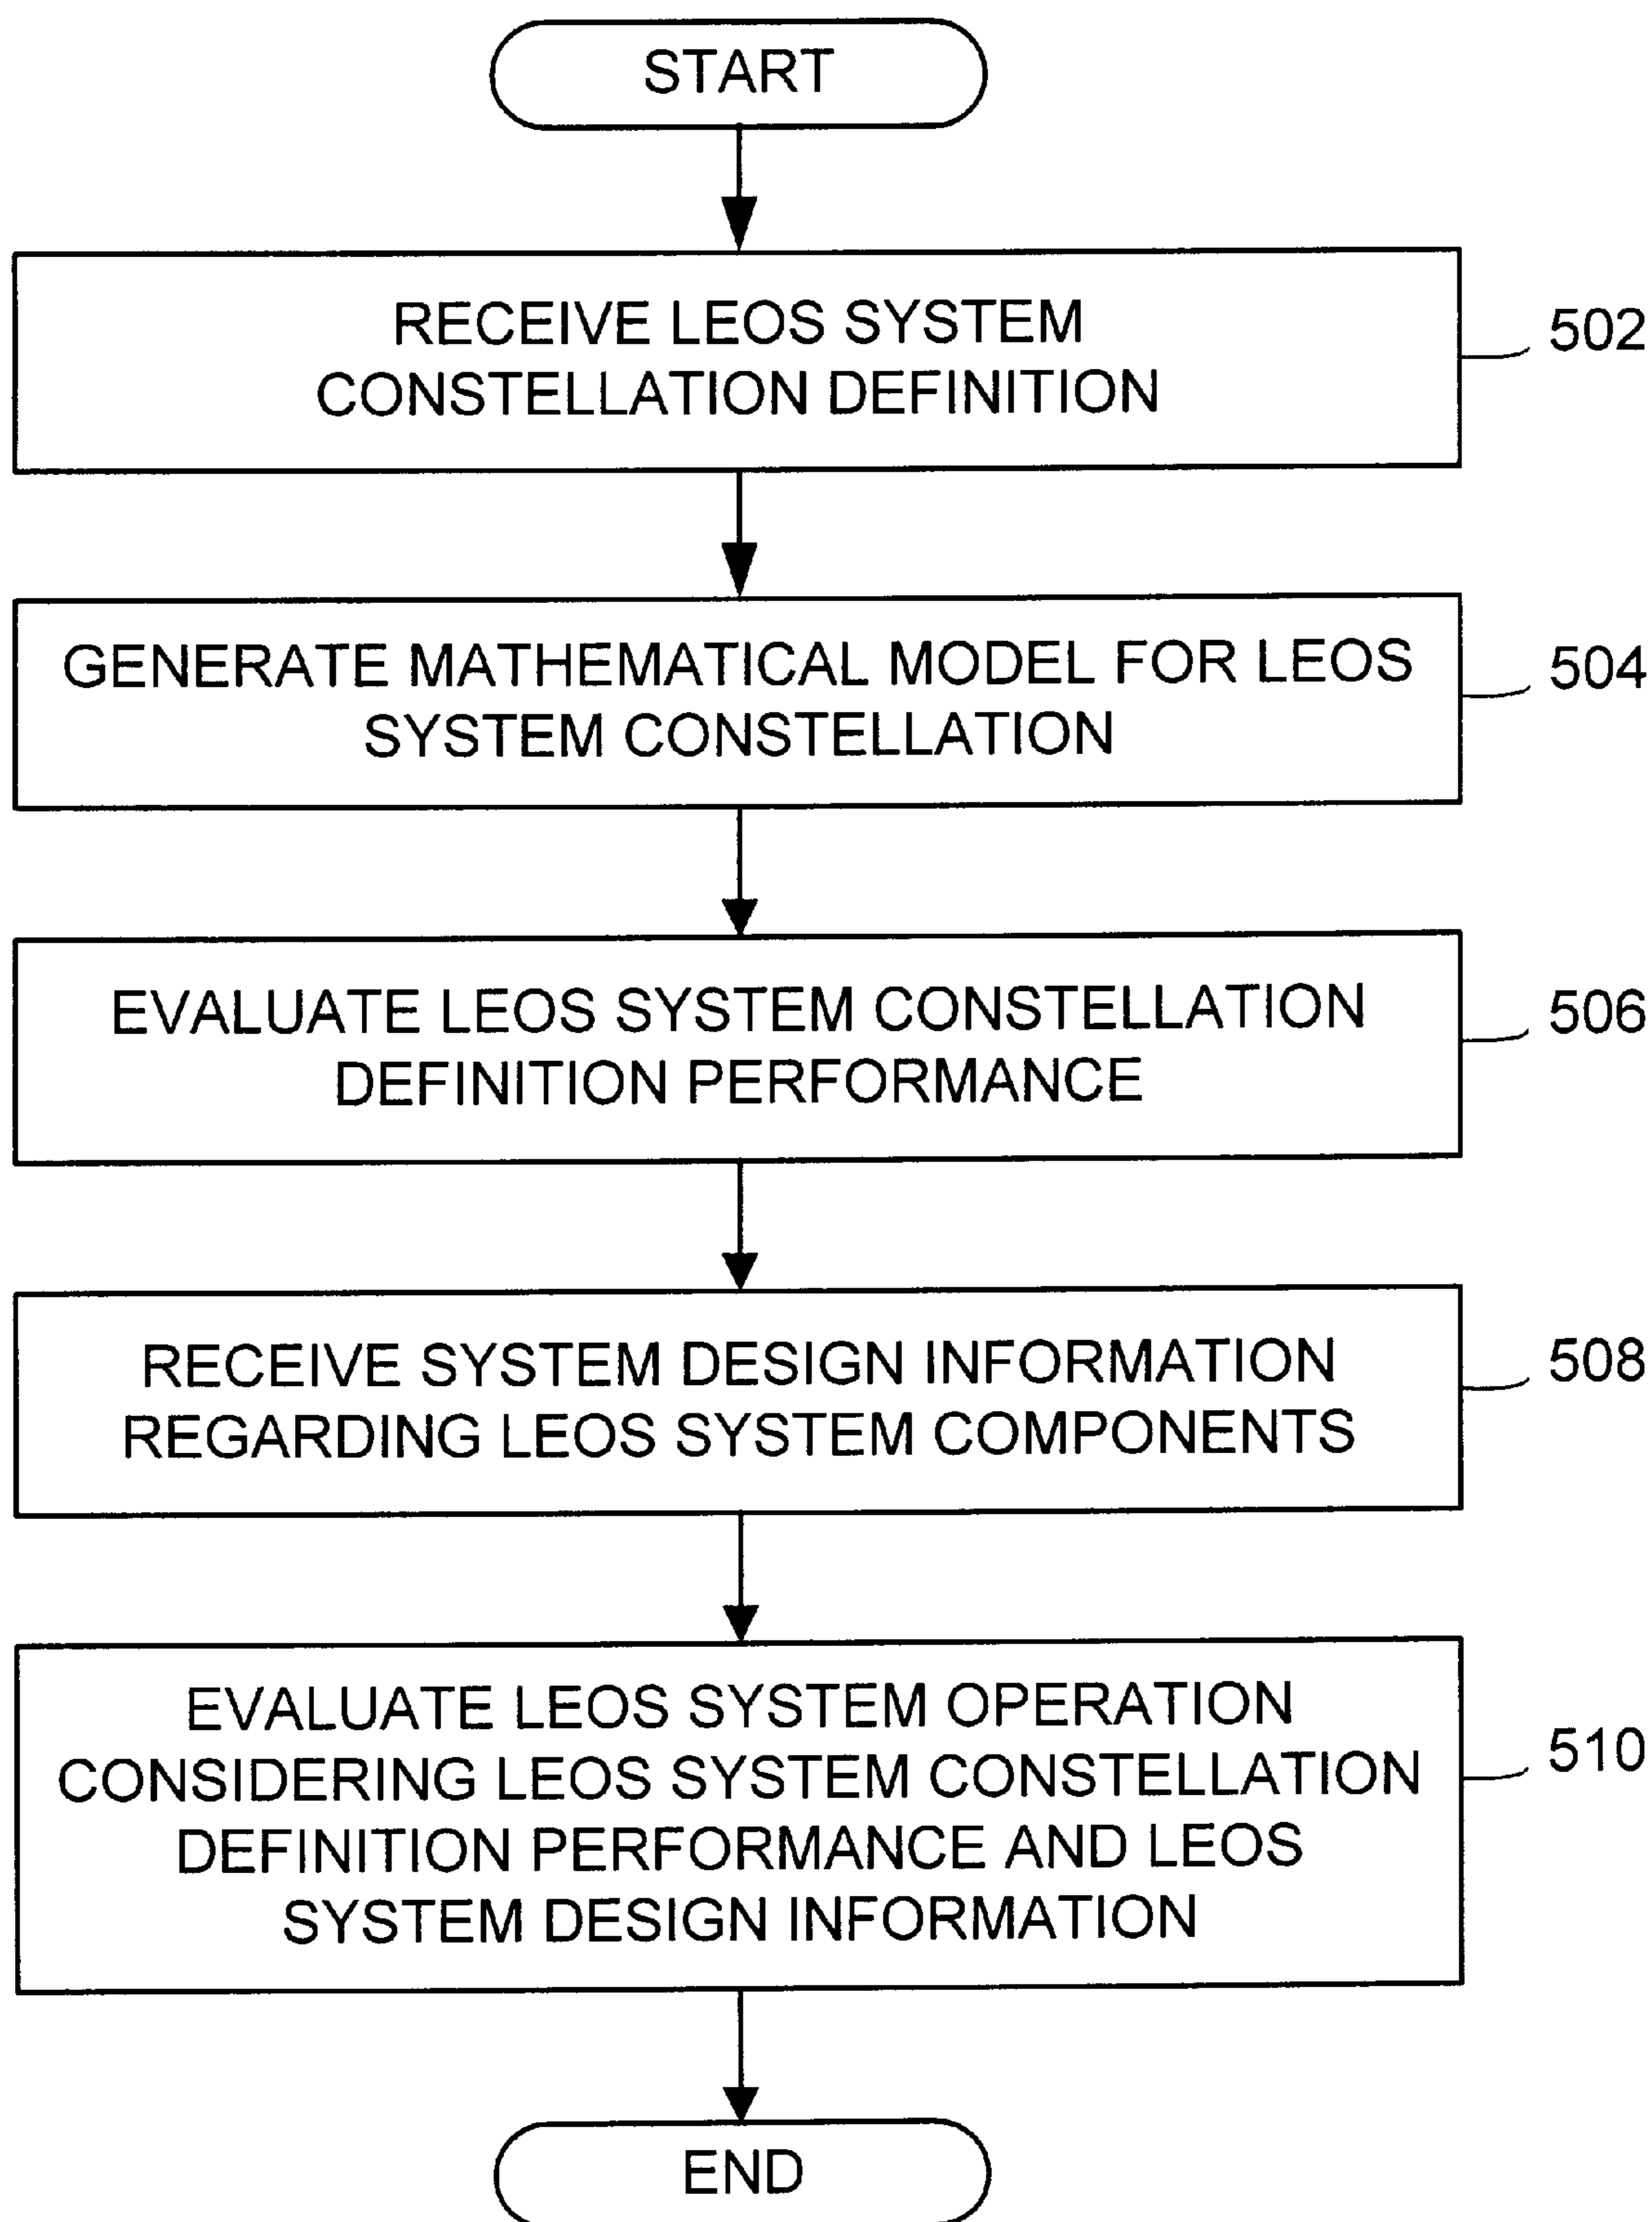 START
RECEIVE LEOS SYSTEM
CONSTELLATION DEFINITION
502
GENERATE MATHEMATICAL MODEL FOR LEOS
SYSTEM CONSTELLATION
504
EVALUATE LEOS SYSTEM CONSTELLATION
DEFINITION PERFORMANCE
506
RECEIVE SYSTEM DESIGN INFORMATION
REGARDING LEOS SYSTEM COMPONENTS
508
EVALUATE LEOS SYSTEM OPERATION
CONSIDERING LEOS SYSTEM CONSTELLATION
DEFINITION PERFORMANCE AND LEOS
SYSTEM DESIGN INFORMATION
510
END